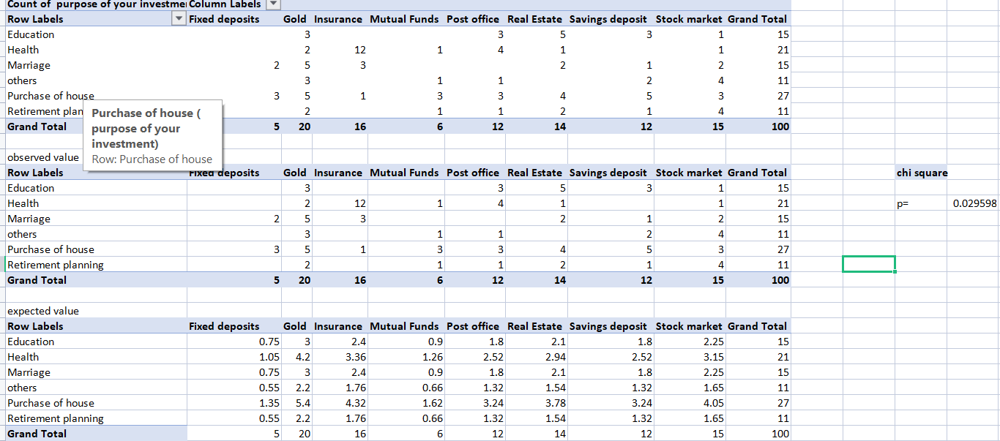 Count of purpose of your investme Column Labels
Row Labels Fixed deposits Gold Insurance Mutual Funds Post office Real Estate Savings deposit Stock market Grand Total
Education 3 3 5 3 1 15
Health 2 12 1 4 1 1 21
Marriage 2 5 3 2 1 2 15
others 3 1 1 2 4 11
Purchase of house 3 5 1 3 3 4 5 3 27
Retirement plan 2 1 1 2 1 4 11
Grand Total 5 20 16 6 12 14 12 15 100
Purchase of house (
purpose of your
investment)
Row: Purchase of house
observed value
Row Labels Fixed deposits Gold Insurance Mutual Funds Post office Real Estate Savings deposit Stock market Grand Total chi square
Education 3 3 5 3 1 15
Health 2 12 1 4 1 1 21 p= 0.029598
Marriage 2 5 3 2 1 2 15
others 3 1 1 2 4 11
Purchase of house 3 5 1 3 3 4 5 3 27
Retirement planning 2 1 1 2 1 4 11
Grand Total 5 20 16 6 12 14 12 15 100
expected value
Row Labels Fixed deposits Gold Insurance Mutual Funds Post office Real Estate Savings deposit Stock market Grand Total
Education 0.75 3 2.4 0.9 1.8 2.1 1.8 2.25 15
Health 1.05 4.2 3.36 1.26 2.52 2.94 2.52 3.15 21
Marriage 0.75 3 2.4 0.9 1.8 2.1 1.8 2.25 15
others 0.55 2.2 1.76 0.66 1.32 1.54 1.32 1.65 11
Purchase of house 1.35 5.4 4.32 1.62 3.24 3.78 3.24 4.05 27
Retirement planning 0.55 2.2 1.76 0.66 1.32 1.54 1.32 1.65 11
Grand Total 5 20 16 6 12 14 12 15 100